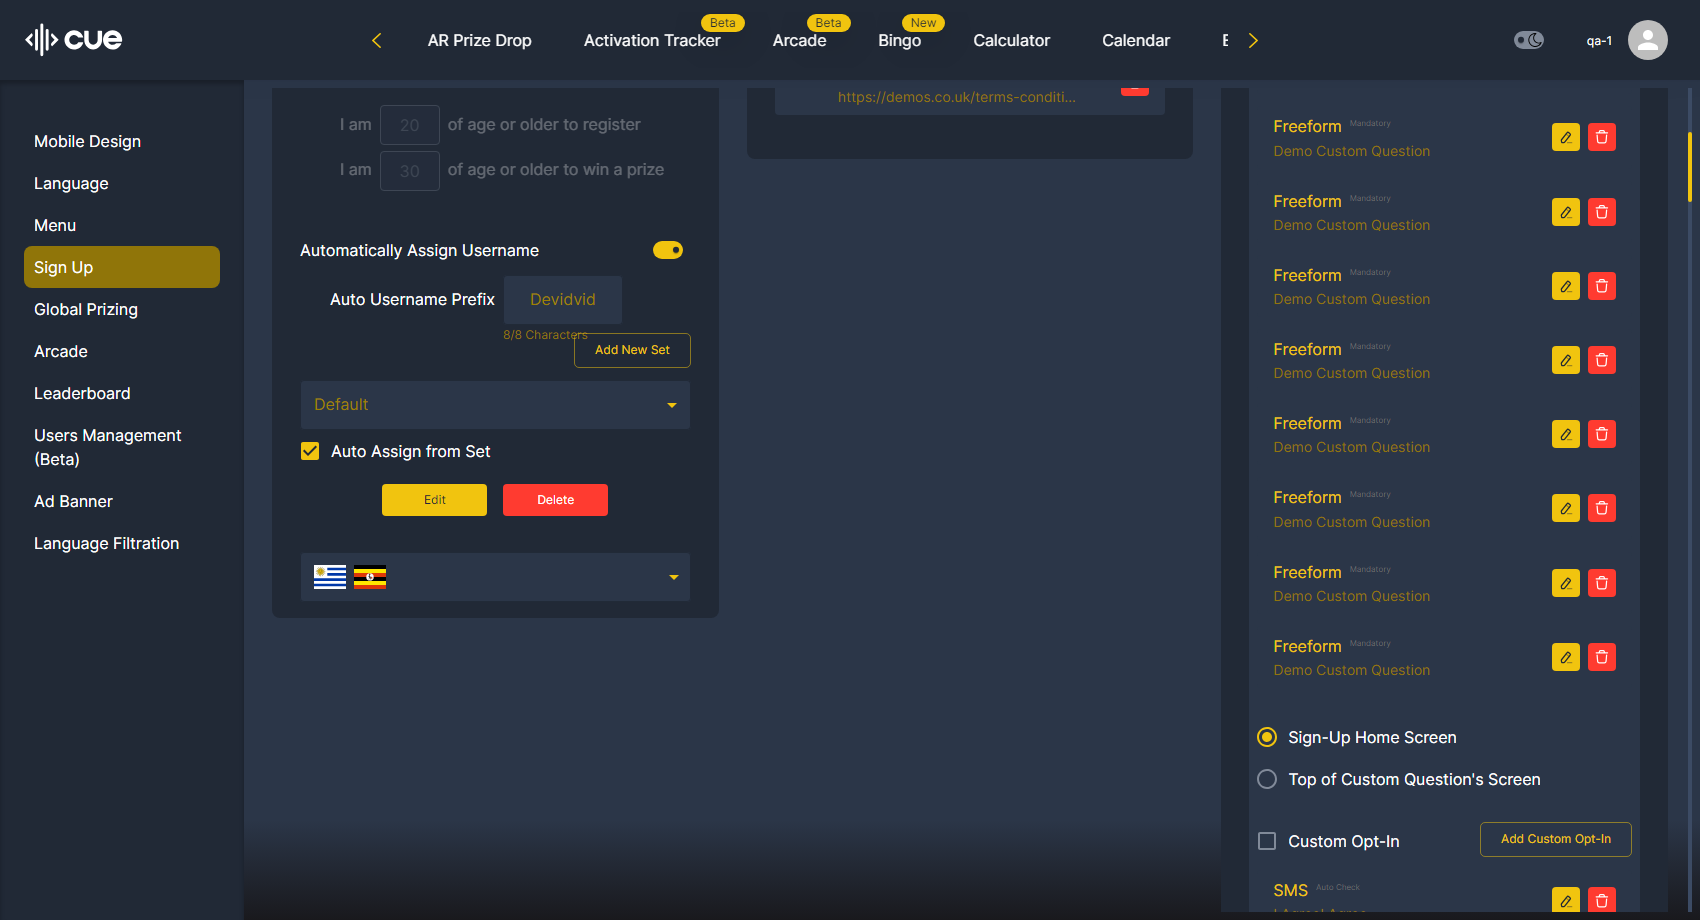 cue
AR Prize Drop
Activation Tracker
Beta
Arcade
Beta
Bingo
New
Calculator
Calendar
qa-1
Mobile Design
Language
Menu
Sign Up
Global Prizing
Arcade
Leaderboard
Users Management
(Beta)
Ad Banner
Language Filtration
I am 20 of age or older to register
I am 30 of age or older to win a prize
Automatically Assign Username
Auto Username Prefix Devidvid
8/8 Characters
Add New Set
Default
Auto Assign from Set
Edit Delete
https://demos.co.uk/terms-conditi...
Freeform Mandatory
Demo Custom Question
Freeform Mandatory
Demo Custom Question
Freeform Mandatory
Demo Custom Question
Freeform Mandatory
Demo Custom Question
Freeform Mandatory
Demo Custom Question
Freeform Mandatory
Demo Custom Question
Freeform Mandatory
Demo Custom Question
Freeform Mandatory
Demo Custom Question
Sign-Up Home Screen
Top of Custom Question's Screen
Custom Opt-In Add Custom Opt-In
SMS Auto Check